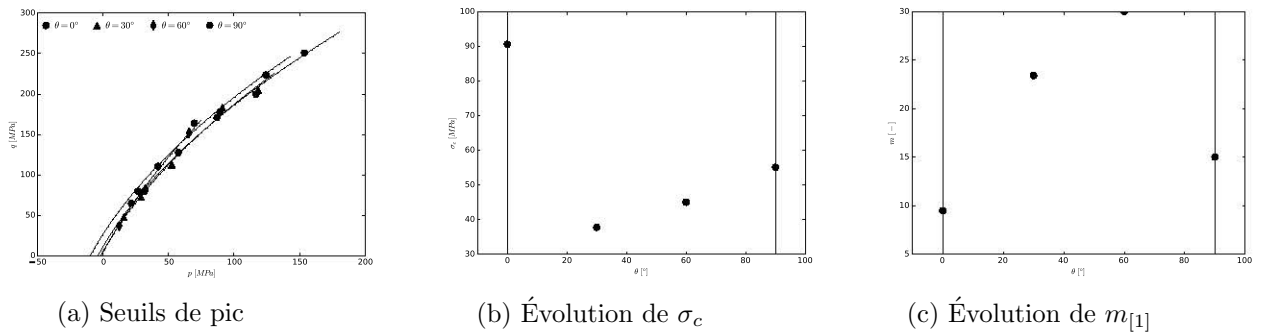 θ = 0° θ = 30° θ = 60° θ = 90°
300
250
200
150
100
50
0
q [MPa]
−50 0 50 100 150 200
p [MPa]
100
90
80
70
60
50
40
30
σc [MPa]
0 20 40 60 80 100
θ [°]
30
25
20
15
10
5
m [−]
0 20 40 60 80 100
θ [°]
(a) Seuils de pic
(b) Évolution de σc
(c) Évolution de m[1]